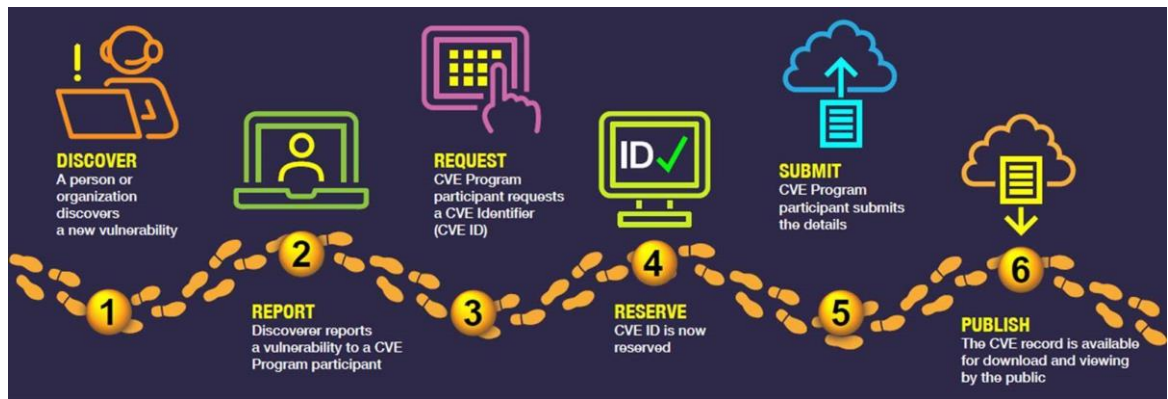 !
DISCOVER
A person or
organization
discovers
a new vulnerability
1
2
REPORT
Discoverer reports
a vulnerability to a CVE
Program participant
REQUEST
CVE Program
participant requests
a CVE Identifier
(CVE ID)
3
ID
4
RESERVE
CVE ID is now
reserved
SUBMIT
CVE Program
participant submits
the details
5
6
PUBLISH
The CVE record is available
for download and viewing
by the public